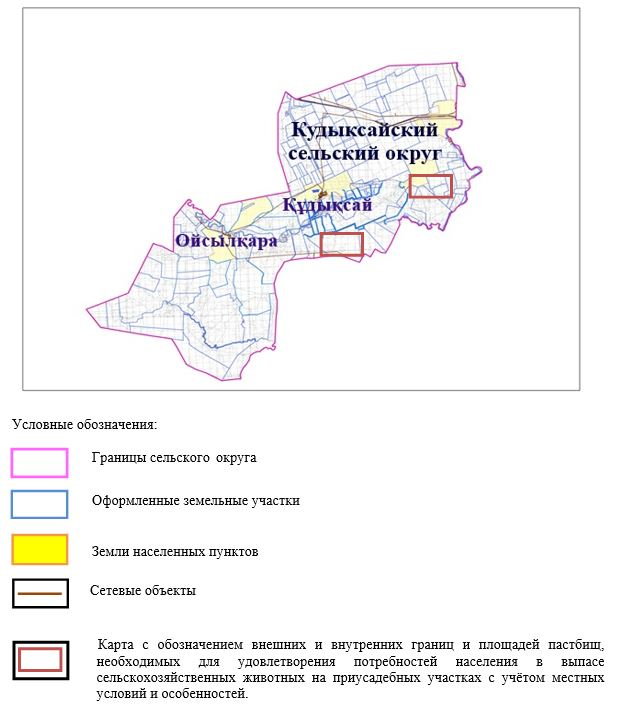 Кудыксайский
сельский округ
Құдықсай
Ойсылқара
Условные обозначения:
Границы сельского округа
Оформленные земельные участки
Земли населенных пунктов
Сетевые объекты
Карта с обозначением внешних и внутренних границ и площадей пастбищ,
необходимых для удовлетворения потребностей населения в выпасе
сельскохозяйственных животных на приусадебных участках с учётом местных
условий и особенностей.